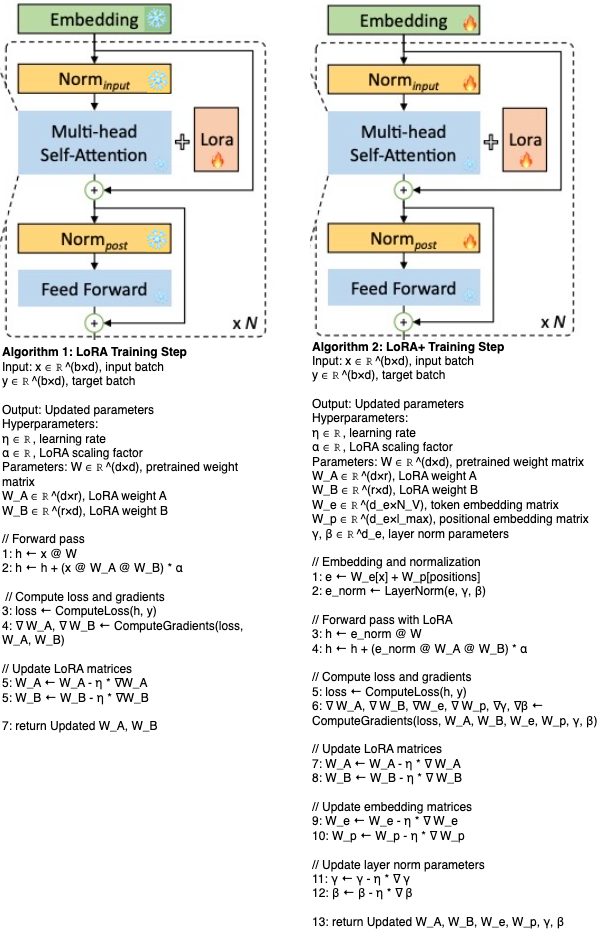 Embedding
Norm input
Multi-head
Self-Attention
+
Lora
+
Norm post
Feed Forward
+
x N
Algorithm 1: LoRA Training Step
Input: x ∈ ℝ ^(b×d), input batch
y ∈ ℝ ^(b×d), target batch
Output: Updated parameters
Hyperparameters:
η ∈ ℝ , learning rate
α ∈ ℝ , LoRA scaling factor
Parameters: W ∈ ℝ ^(d×d), pretrained weight
matrix
W_A ∈ ℝ ^(d×r), LoRA weight A
W_B ∈ ℝ ^(r×d), LoRA weight B
// Forward pass
1: h ← x @ W
2: h ← h + (x @ W_A @ W_B) * α
// Compute loss and gradients
3: loss ← ComputeLoss(h, y)
4: ∇ W_A, ∇ W_B ← ComputeGradients(loss,
W_A, W_B)
// Update LoRA matrices
5: W_A ← W_A - η * ∇W_A
5: W_B ← W_B - η * ∇W_B
7: return Updated W_A, W_B
Embedding
Norm input
Multi-head
Self-Attention
+
Lora
+
Norm post
Feed Forward
+
x N
Algorithm 2: LORA+ Training Step
Input: x ∈ ℝ ^(b×d), input batch
y ∈ ℝ ^(b×d), target batch
Output: Updated parameters
Hyperparameters:
η ∈ ℝ , learning rate
α ∈ ℝ , LoRA scaling factor
Parameters: W ∈ ℝ ^(d×d), pretrained weight matrix
W_A ∈ ℝ ^(d×r), LoRA weight A
W_B ∈ ℝ ^(r×d), LoRA weight B
W_e ∈ ℝ ^(d_e×N_V), token embedding matrix
W_p ∈ ℝ ^(d_e×l_max), positional embedding matrix
γ, β ∈ ℝ ^d_e, layer norm parameters
// Embedding and normalization
1: e ← W_e[x] + W_p[positions]
2: e_norm ← LayerNorm(e, γ, β)
// Forward pass with LoRA
3: h ← e_norm @ W
4: h ← h + (e_norm @ W_A @ W_B) * α
// Compute loss and gradients
5: loss ← ComputeLoss(h, y)
6: ∇ W_A, ∇ W_B, ∇W_e, ∇ W_p, ∇γ, ∇β ←
ComputeGradients(loss, W_A, W_B, W_e, W_p, γ, β)
// Update LoRA matrices
7: W_A ← W_A - η * ∇ W_A
8: W_B ← W_B - η * ∇ W_B
// Update embedding matrices
9: W_e ← W_e - η * ∇ W_e
10: W_p ← W_p - η * ∇ W_p
// Update layer norm parameters
11: γ ← γ - η * ∇ γ
12: β ← β - η * ∇ β
13: return Updated W_A, W_B, W_e, W_p, γ, β